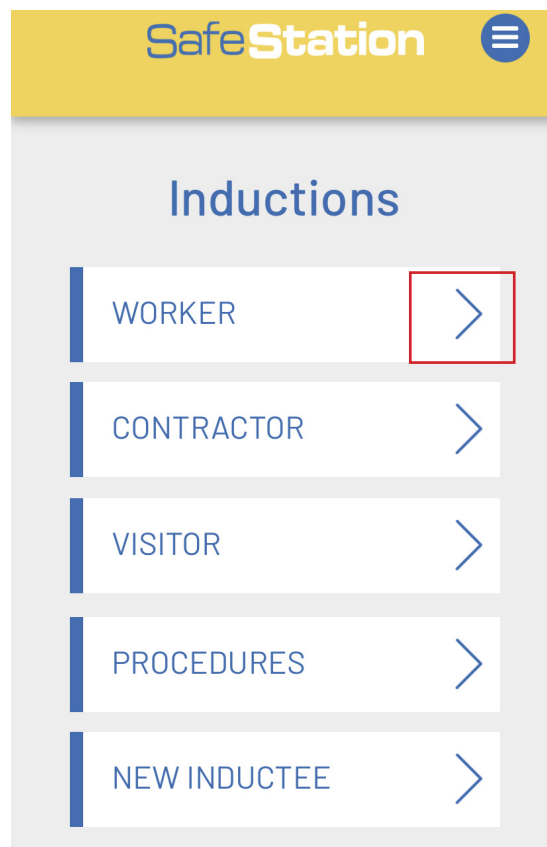 SafeStation
Inductions
WORKER
CONTRACTOR
VISITOR
PROCEDURES
NEW INDUCTEE